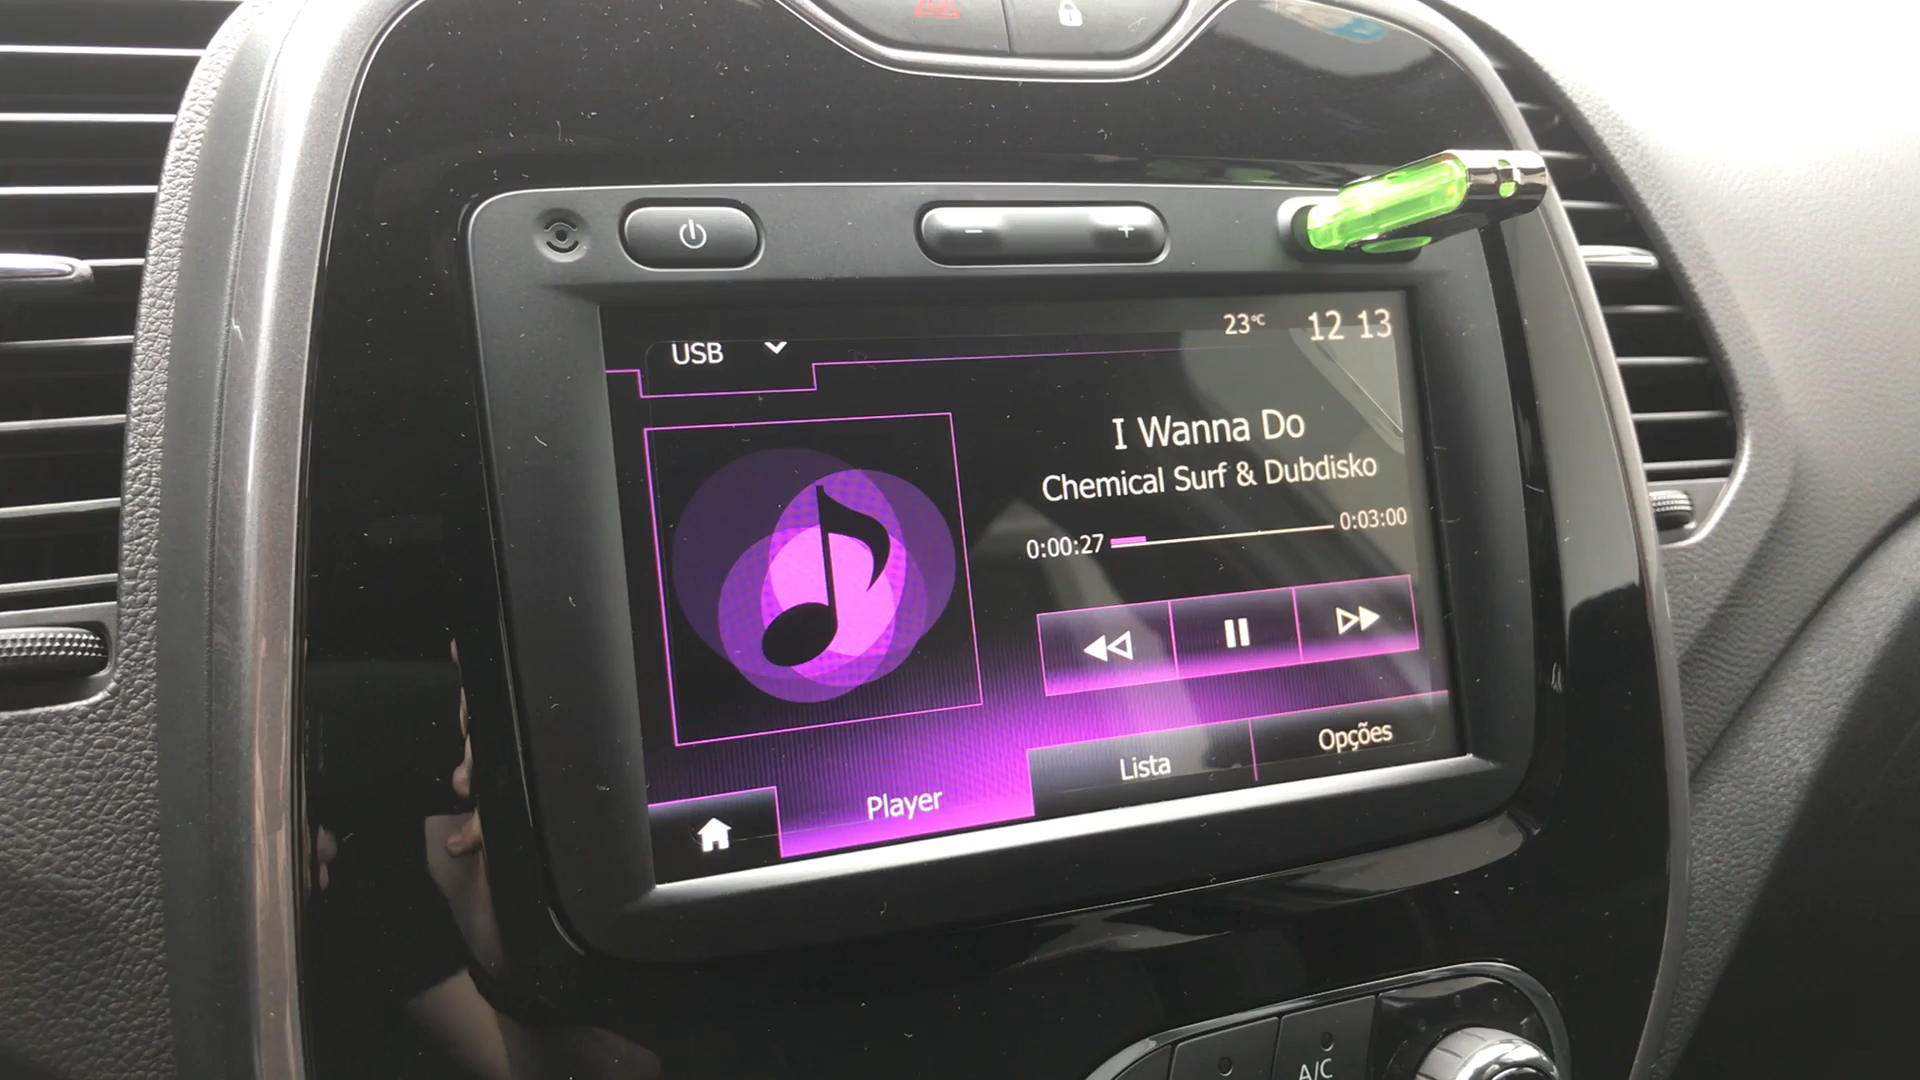 - +
23°C 12 13
USB
I Wanna Do
Chemical Surf & Dubdisko
0:00:27 0:03:00
Player Lista Opções
A/C